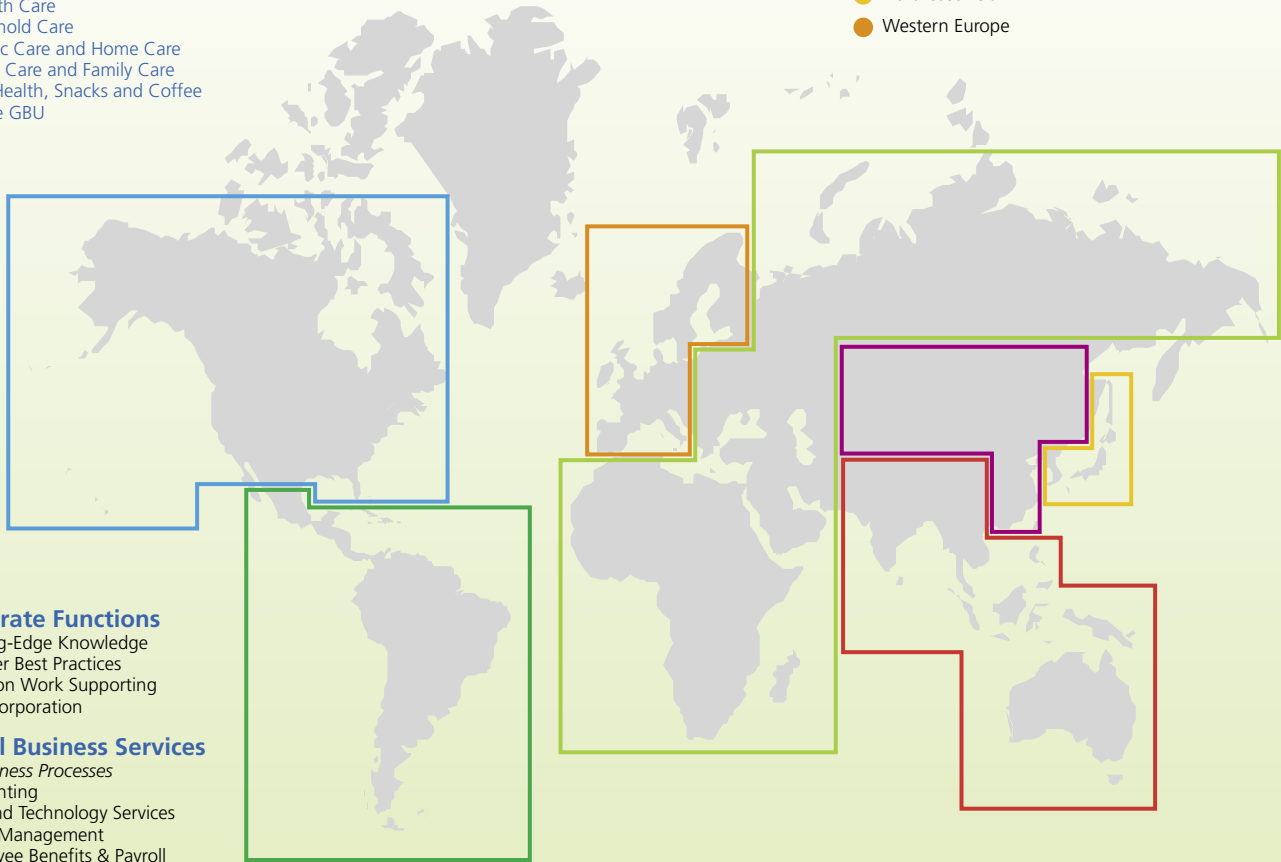 th Care
hold Care
c Care and Home Care
Care and Family Care
Health, Snacks and Coffee
e GBU
Western Europe
rate Functions
g-Edge Knowledge
er Best Practices
on Work Supporting
orporation
l Business Services
ness Processes
nting
nd Technology Services
Management
yee Benefits & Payroll